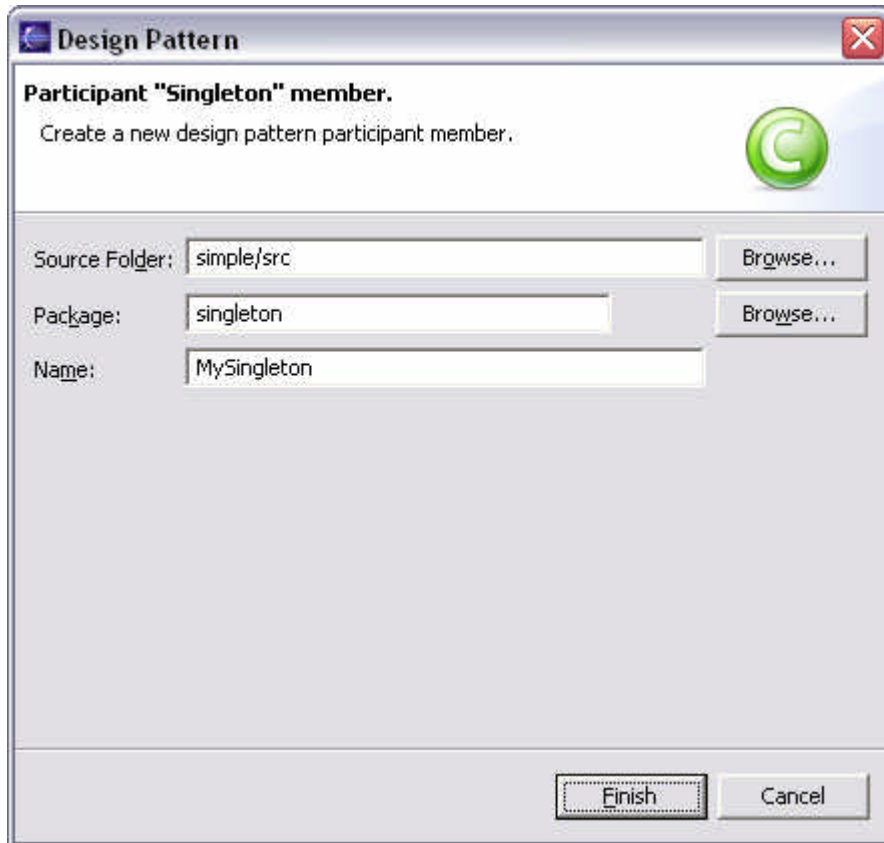 Design Pattern
Participant "Singleton" member.
Create a new design pattern participant member.
C
Source Folder: simple/src Browse...
Package: singleton Browse...
Name: MySingleton
Finish Cancel